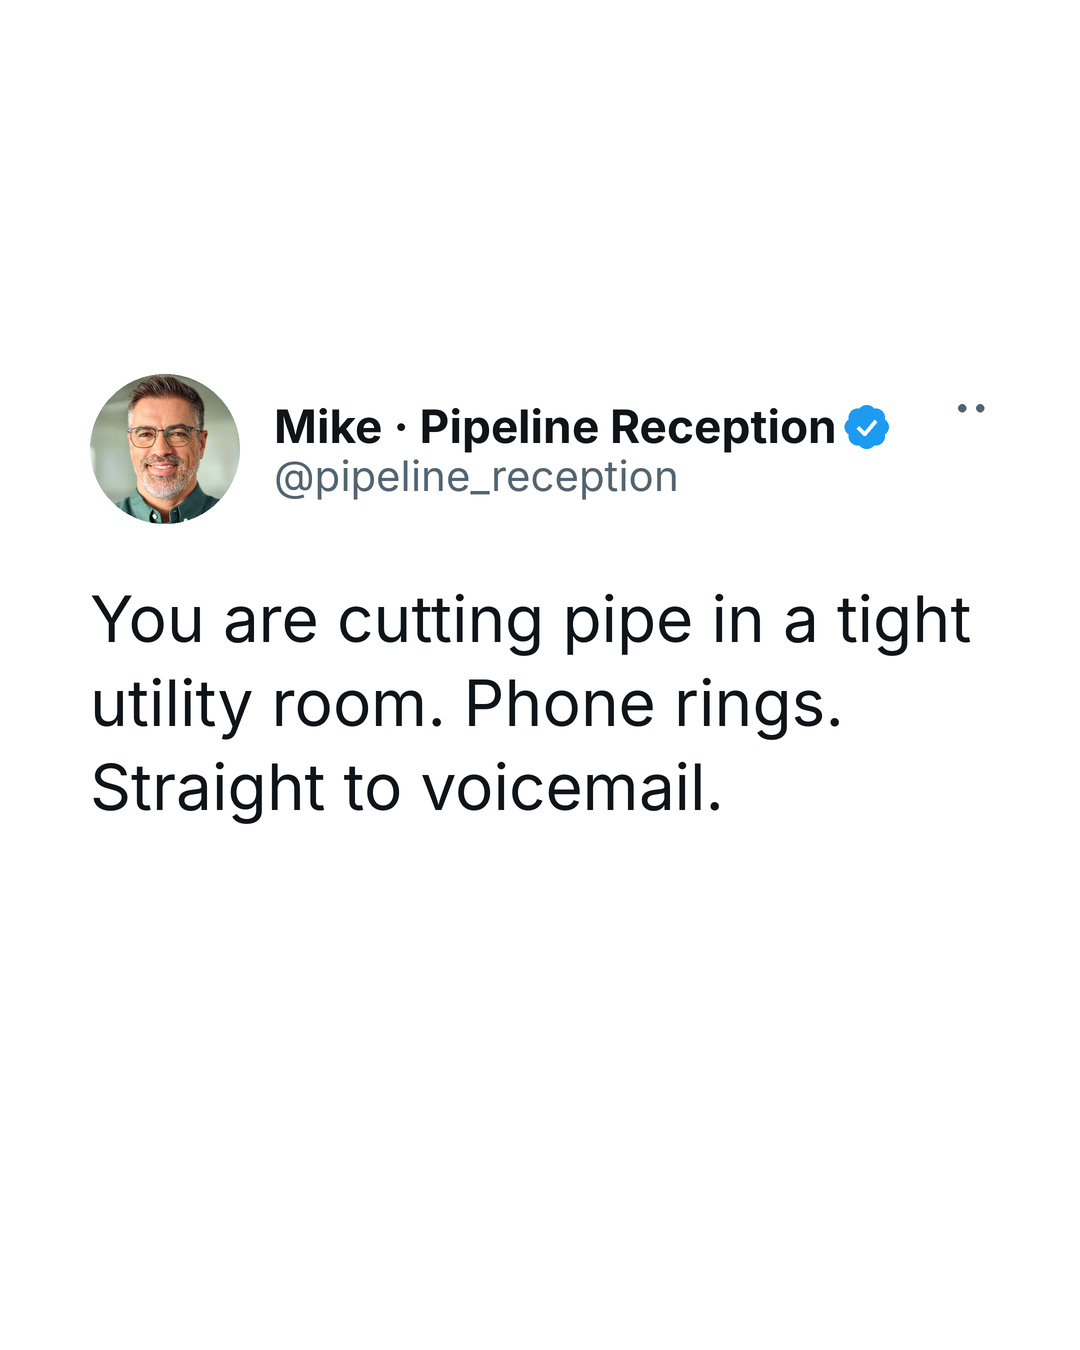 Mike · Pipeline Reception
@pipeline_reception
You are cutting pipe in a tight
utility room. Phone rings.
Straight to voicemail.